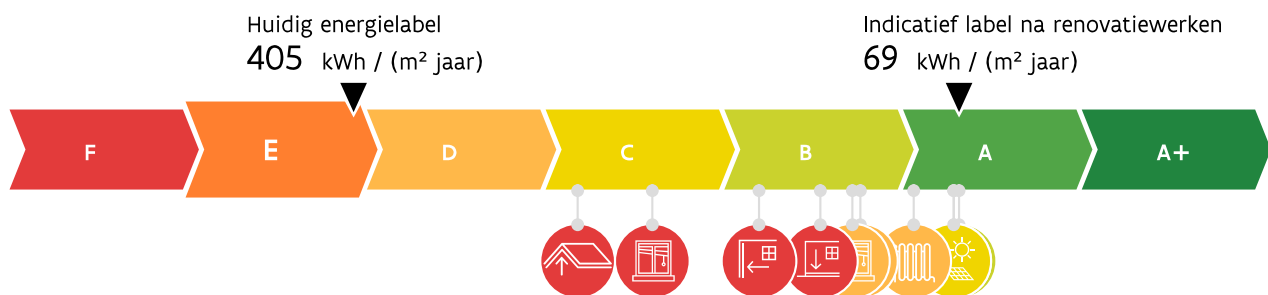 Huidig energielabel
405 kWh / (m² jaar)
Indicatief label na renovatiewerken
69 kWh / (m² jaar)
F E D C B A A+